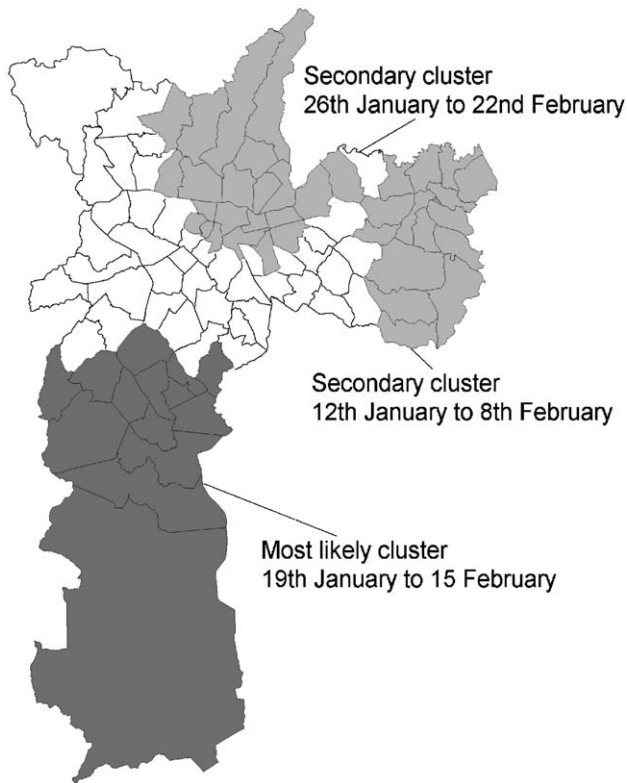 Secondary cluster
26th January to 22nd February
Secondary cluster
12th January to 8th February
Most likely cluster
19th January to 15 February